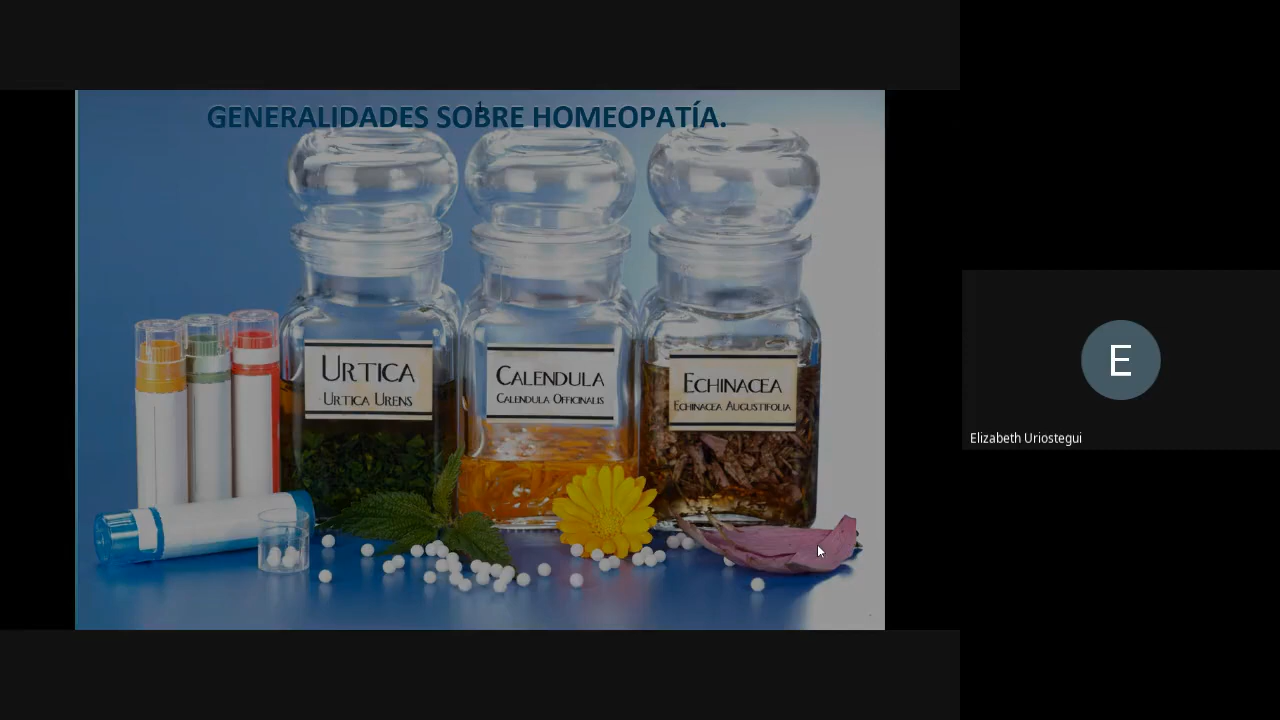 GENERALIDADES SOBRE HOMEOPATÍA.
URTICA
URTICA URENS
CALENDULA
CALENDULA OFFICINALIS
ECHINACEA
ECHINACEA AUGUSTIFOLIA
E
Elizabeth Uriostegui